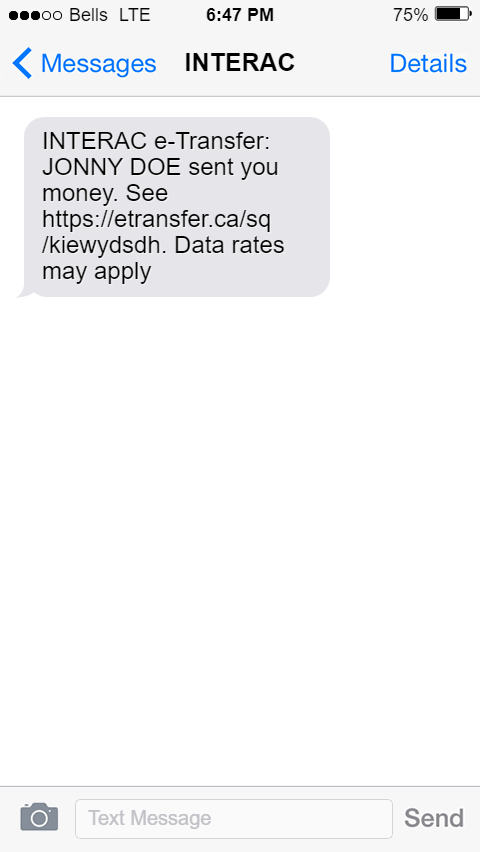 Bells LTE 6:47 PM 75%
Messages INTERAC Details
INTERAC e-Transfer:
JONNY DOE sent you
money. See
https://etransfer.ca/sq
/kiewydsdh. Data rates
may apply
Text Message Send